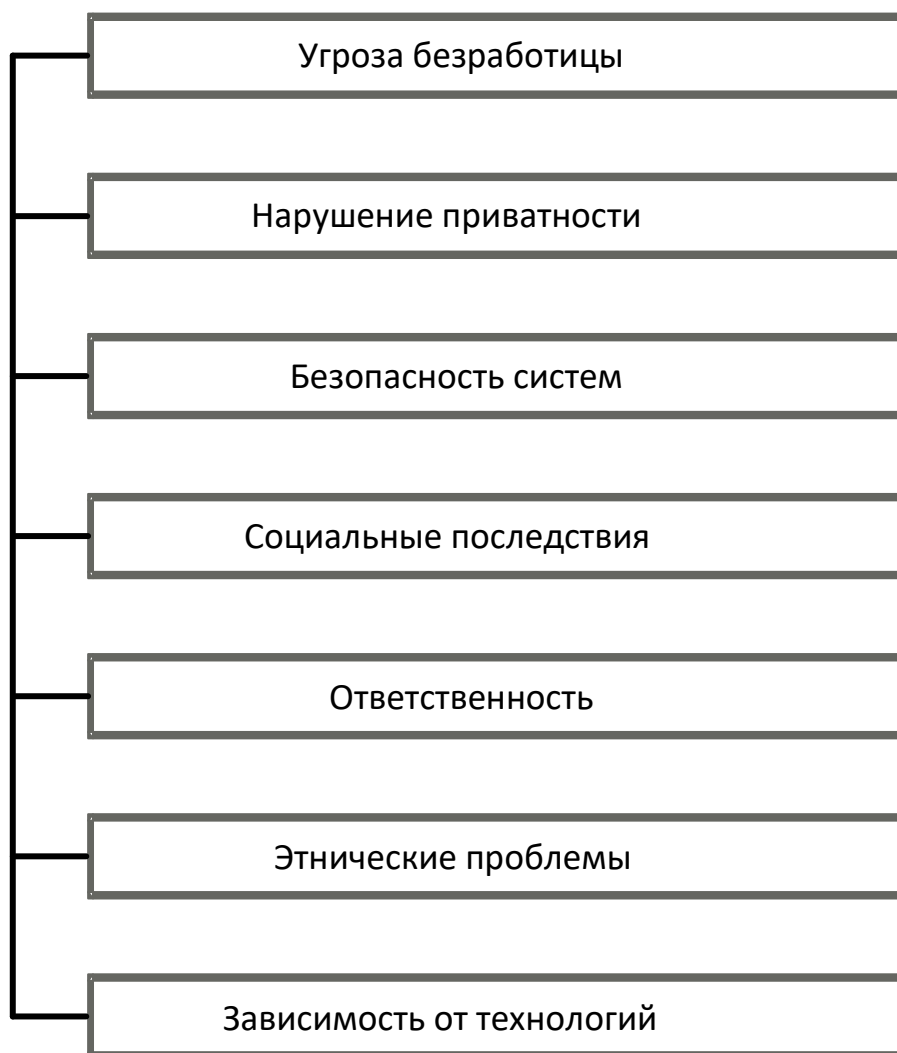 Угроза безработицы
Нарушение приватности
Безопасность систем
Социальные последствия
Ответственность
Этнические проблемы
Зависимость от технологий